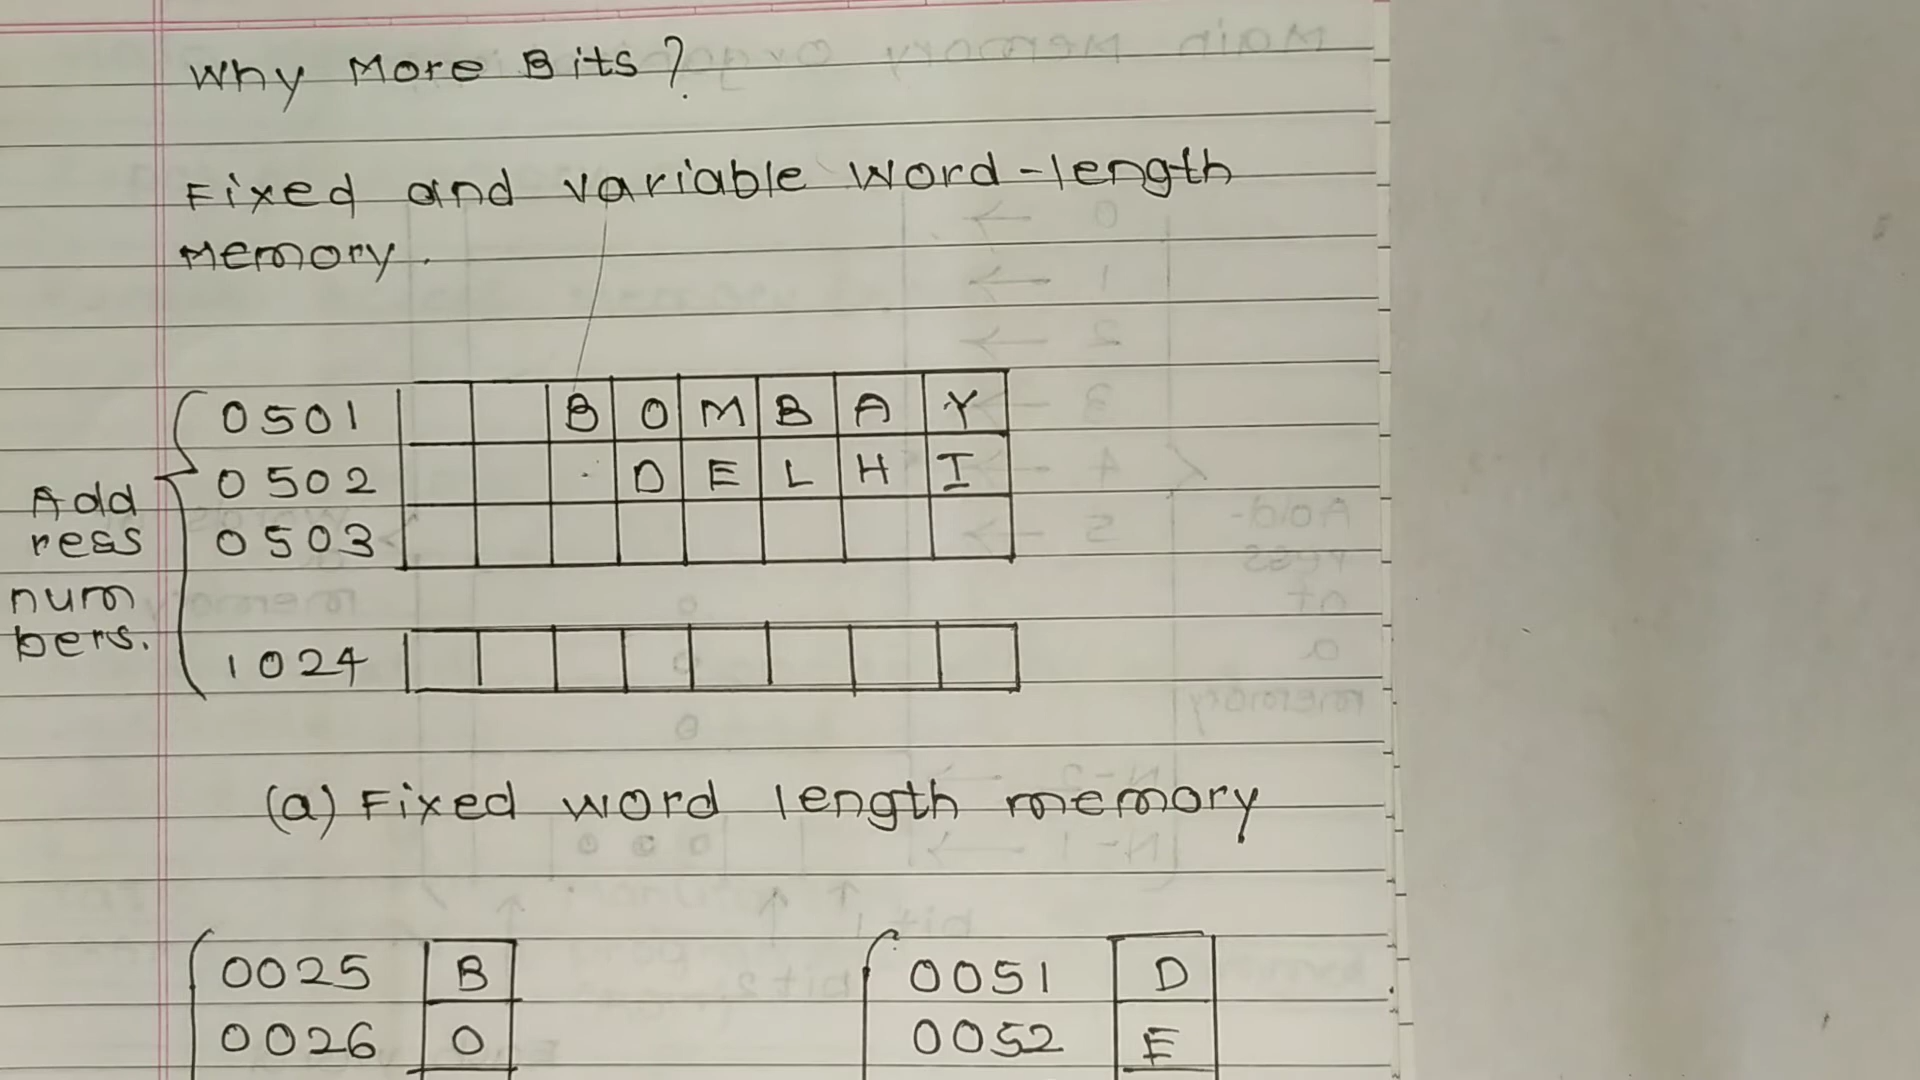 Why More Bits?
Fixed and variable word-length
Memory.
0501 B O M B A Y
0502 D E L H I
0503
1024
Add
ress
num
bers.
(a) Fixed word length memory
0025 B 0051 D
0026 O 0052 E